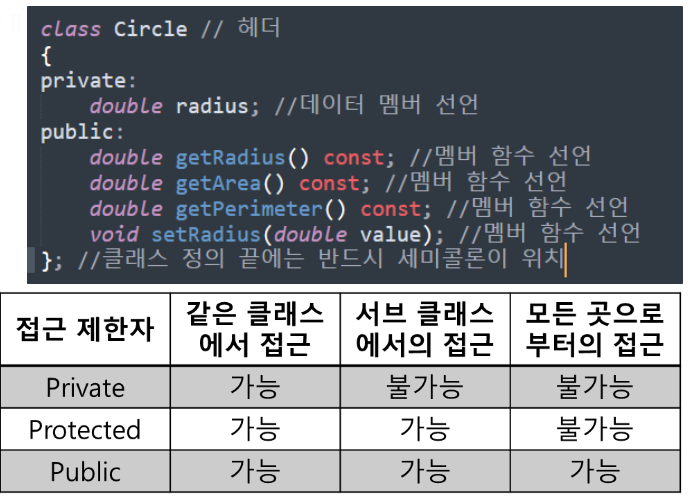 class Circle // 헤더
{
private:
    double radius; //데이터 멤버 선언
public:
    double getRadius() const; //멤버 함수 선언
    double getArea() const; //멤버 함수 선언
    double getPerimeter() const; //멤버 함수 선언
    void setRadius(double value); //멤버 함수 선언
}; //클래스 정의 끝에는 반드시 세미콜론이 위치
접근 제한자 같은 클래스에서 접근 서브 클래스에서의 접근 모든 곳으로부터의 접근
Private 가능 불가능 불가능
Protected 가능 가능 불가능
Public 가능 가능 가능